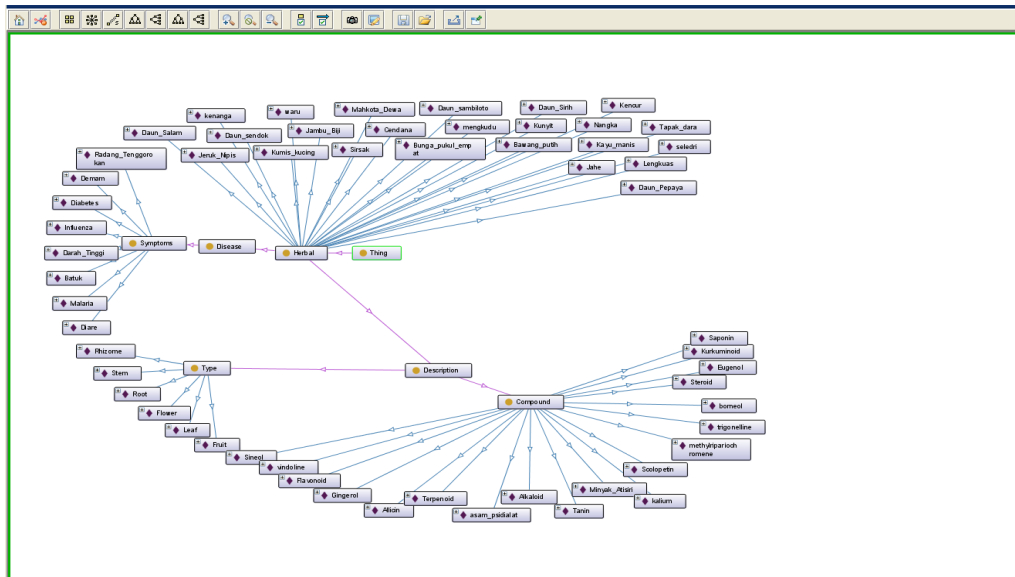 kenanga
waru
Mahkota_Dewa
Daun_sambiloto
Daun_Sirih
Kencur
Daun_Salam
Daun_sendok
Jambu_Biji
Cendana
mengkudu
Kunyit
Nangka
Tapak_dara
Radang_Tenggoro
kan
Jeruk_Nipis
Kumis_kucing
Sirsak
Bunga_pukul_emp
at
Bawang_putih
Kayu_manis
seledri
Jahe
Lengkuas
Demam
Daun_Pepaya
Diabetes
Influenza
Symptoms
Disease
Herbal
Thing
Darah_Tinggi
Batuk
Malaria
Diare
Saponin
Rhizome
Kurkuminoid
Stem
Type
Description
Eugenol
Steroid
Root
Compound
borneol
Flower
Leaf
trigonelline
Fruit
methylriparioch
romene
Sineol
vindoline
Scolopetin
Flavonoid
Gingerol
Terpenoid
Alkaloid
Minyak_Atisiri
kalium
Allicin
asam_psidialat
Tanin